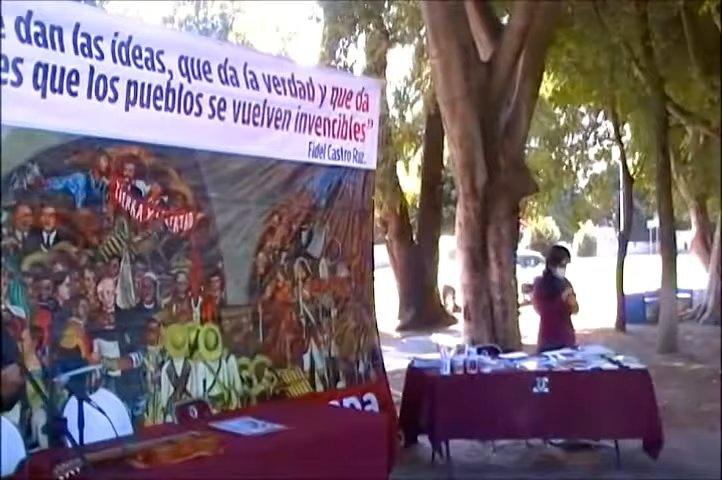 dan las ideas, que da la verdad y que da
es que los pueblos se vuelven invencibles"
Fidel Castro Ruz.
TIERRA Y LIBERTAD